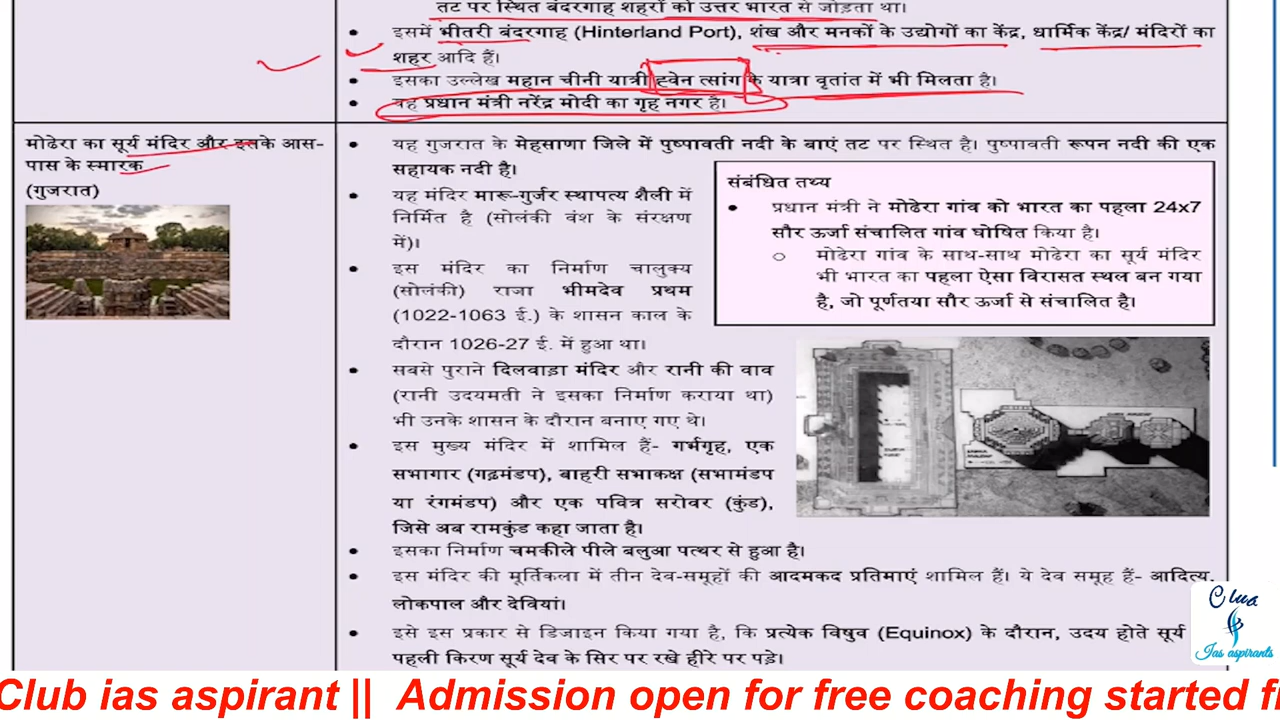 तट पर स्थित बंदरगाह शहरों को उत्तर भारत से जोड़ता था।
• इसमें भीतरी बंदरगाह (Hinterland Port), शंख और मनकों के उद्योगों का केंद्र, धार्मिक केंद्र/ मंदिरों का
शहर आदि हैं।
• इसका उल्लेख महान चीनी यात्री ह्वेन त्सांग के यात्रा वृतांत में भी मिलता है।
• यह प्रधान मंत्री नरेंद्र मोदी का गृह नगर है।
मोढेरा का सूर्य मंदिर और इसके आस-
पास के स्मारक
(गुजरात)
• यह गुजरात के मेहसाणा जिले में पुष्पावती नदी के बाएं तट पर स्थित है। पुष्पावती रूपन नदी की एक
सहायक नदी है।
• यह मंदिर मारू-गुर्जर स्थापत्य शैली में
निर्मित है (सोलंकी वंश के संरक्षण
में)।
• इस मंदिर का निर्माण चालुक्य
(सोलंकी) राजा भीमदेव प्रथम
(1022-1063 ई.) के शासन काल के
दौरान 1026-27 ई. में हुआ था।
• सबसे पुराने दिलवाड़ा मंदिर और रानी की वाव
(रानी उदयमती ने इसका निर्माण कराया था)
भी उनके शासन के दौरान बनाए गए थे।
• इस मुख्य मंदिर में शामिल हैं- गर्भगृह, एक
सभागार (गढ़मंडप), बाहरी सभाकक्ष (सभामंडप
या रंगमंडप) और एक पवित्र सरोवर (कुंड),
जिसे अब रामकुंड कहा जाता है।
• इसका निर्माण चमकीले पीले बलुआ पत्थर से हुआ है।
• इस मंदिर की मूर्तिकला में तीन देव-समूहों की आदमकद प्रतिमाएं शामिल हैं। ये देव समूह हैं- आदित्य,
लोकपाल और देवियां।
• इसे इस प्रकार से डिजाइन किया गया है, कि प्रत्येक विषुव (Equinox) के दौरान, उदय होते सूर्य
पहली किरण सूर्य देव के सिर पर रखे हीरे पर पड़े।
संबंधित तथ्य
• प्रधान मंत्री ने मोढेरा गांव को भारत का पहला 24x7
सौर ऊर्जा संचालित गांव घोषित किया है।
○ मोढेरा गांव के साथ-साथ मोढेरा का सूर्य मंदिर
भी भारत का पहला ऐसा विरासत स्थल बन गया
है, जो पूर्णतया सौर ऊर्जा से संचालित है।
Club
Ias aspirants
Club ias aspirant || Admission open for free coaching started fi